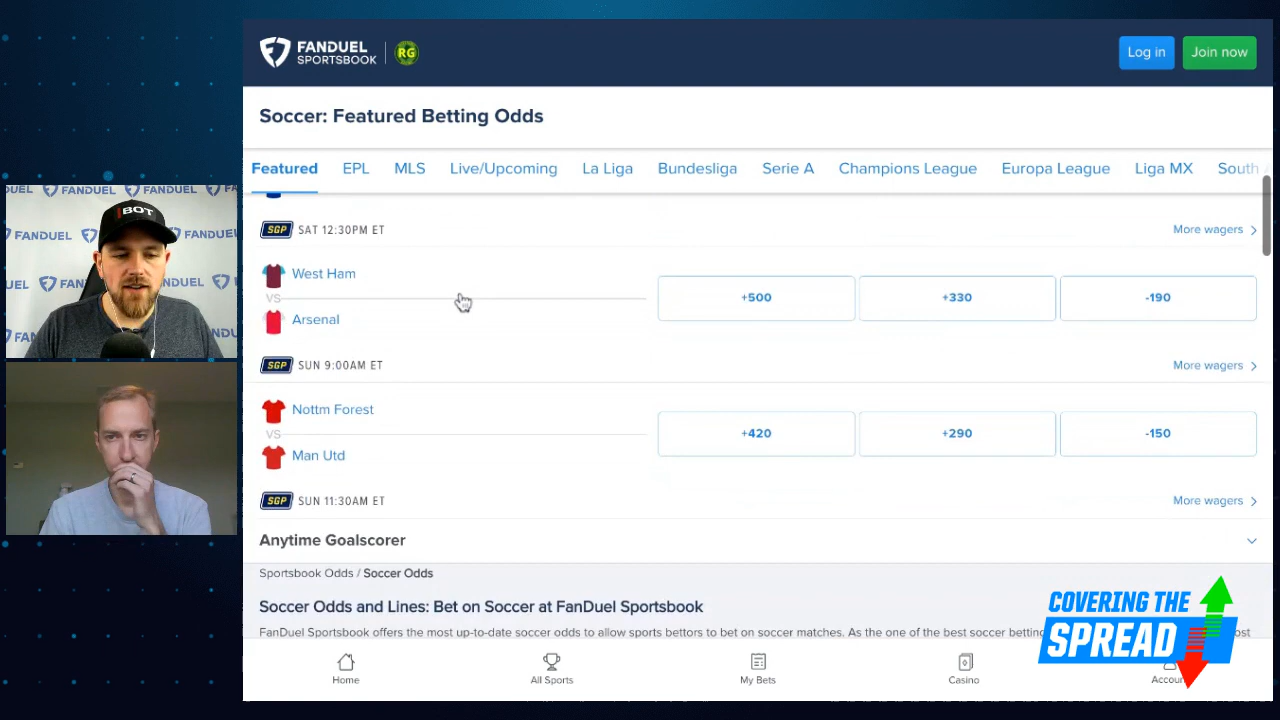 FANDUEL
SPORTSBOOK
RG
Log in
Join now
Soccer: Featured Betting Odds
Featured EPL MLS Live/Upcoming La Liga Bundesliga Serie A Champions League Europa League Liga MX South
SGP SAT 12:30PM ET More wagers
West Ham
VS
Arsenal
+500 +330 -190
SGP SUN 9:00AM ET More wagers
Nottm Forest
VS
Man Utd
+420 +290 -150
SGP SUN 11:30AM ET More wagers
Anytime Goalscorer
Sportsbook Odds / Soccer Odds
Soccer Odds and Lines: Bet on Soccer at FanDuel Sportsbook
FanDuel Sportsbook offers the most up-to-date soccer odds to allow sports bettors to bet on soccer matches. As the one of the best soccer betting
Home All Sports My Bets Casino
COVERING THE
SPREAD
FANDUEL FANDUEL
BOT
FANDUEL
FANDUEL